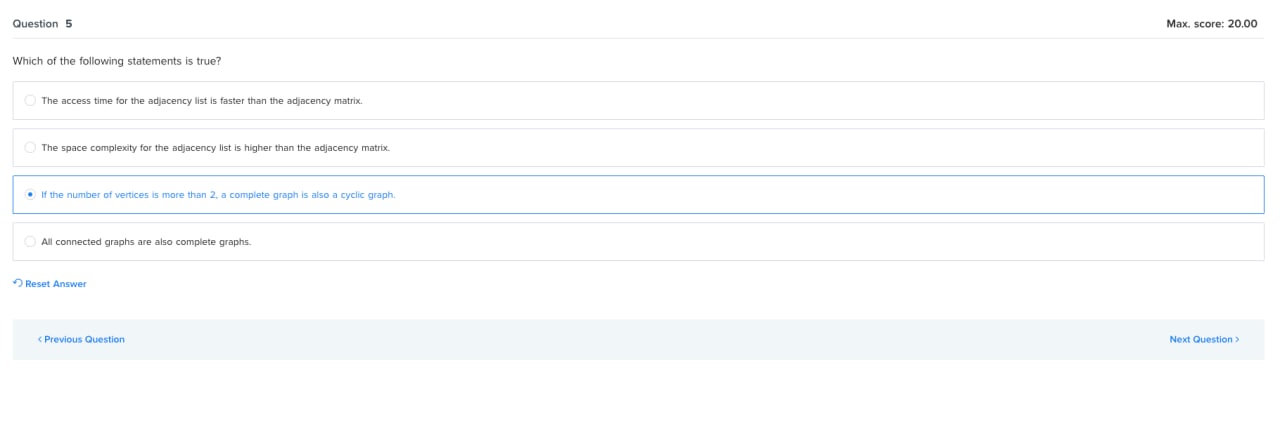 Question 5 Max. score: 20.00
Which of the following statements is true?
The access time for the adjacency list is faster than the adjacency matrix.
The space complexity for the adjacency list is higher than the adjacency matrix.
If the number of vertices is more than 2, a complete graph is also a cyclic graph.
All connected graphs are also complete graphs.
Reset Answer
< Previous Question Next Question >